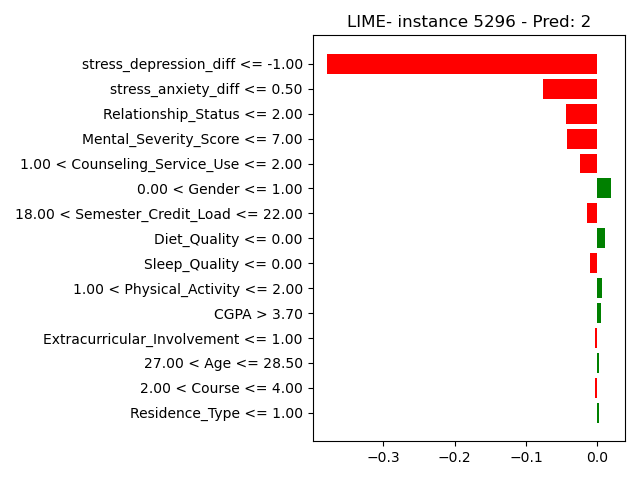 LIME- instance 5296 - Pred: 2
stress_depression_diff <= -1.00
stress_anxiety_diff <= 0.50
Relationship_Status <= 2.00
Mental_Severity_Score <= 7.00
1.00 < Counseling_Service_Use <= 2.00
0.00 < Gender <= 1.00
18.00 < Semester_Credit_Load <= 22.00
Diet_Quality <= 0.00
Sleep_Quality <= 0.00
1.00 < Physical_Activity <= 2.00
CGPA > 3.70
Extracurricular_Involvement <= 1.00
27.00 < Age <= 28.50
2.00 < Course <= 4.00
Residence_Type <= 1.00
−0.3 −0.2 −0.1 0.0